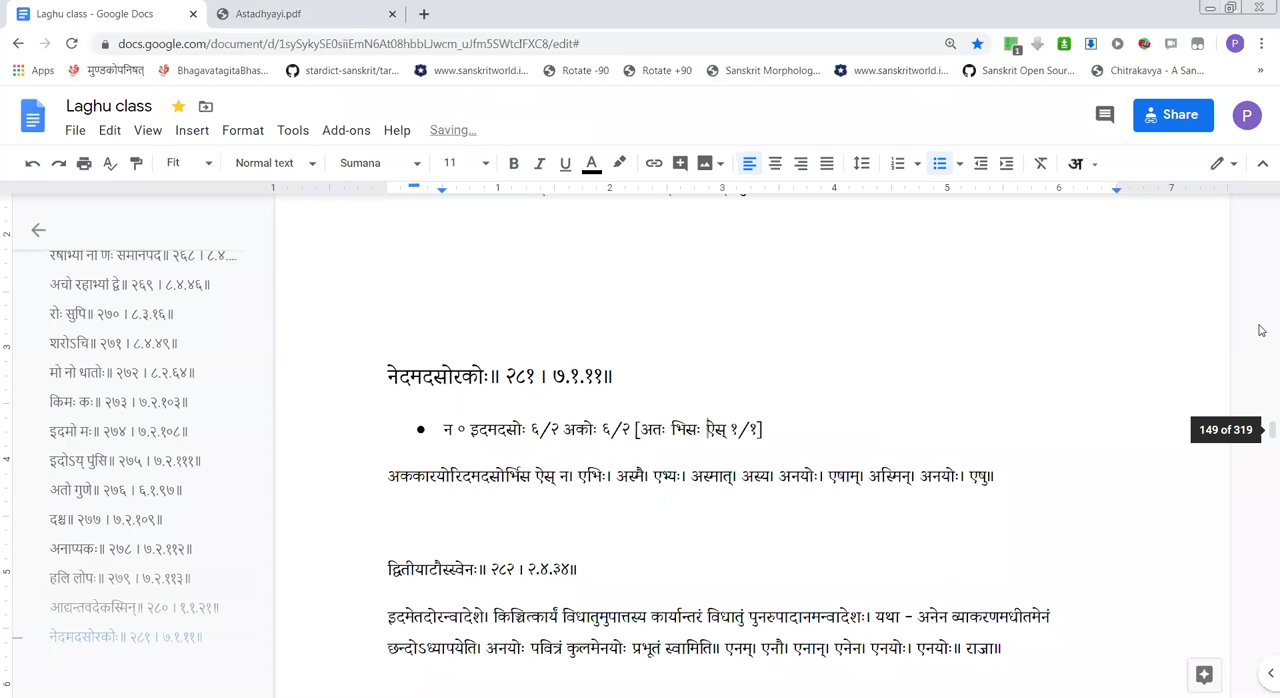 Laghu class - Google Docs
Astadhyayi.pdf
docs.google.com/document/d/1sySykySE0siiEmN6At08hbbLJwcm_uJfm5SWtcIFXC8/edit#
Apps मुण्डकोपनिषत् BhagavatagitaBhas... stardict-sanskrit/tar... www.sanskritworld.i... Rotate -90 Rotate +90 Sanskrit Morpholog... www.sanskritworld.i... Sanskrit Open Sour... Chitrakavya - A San... »
Laghu class
File Edit View Insert Format Tools Add-ons Help Saving...
Share P
Fit Normal text Sumana 11 B I U A अ
1 1 2 3 4 5 6 7
रषाभ्यां नो णः समानपदे॥ २६८ । ८.४....
अचो रहाभ्यां द्वे॥ २६९ । ८.४.४६॥
रोः सुपि॥ २७० । ८.३.१६॥
शरोऽचि॥ २७१ । ८.४.४९॥
मो नो धातोः॥ २७२ । ८.२.६४॥
किमः कः॥ २७३ । ७.२.१०३॥
इदमो मः॥ २७४ । ७.२.१०८॥
इदोऽय् पुंसि॥ २७५ । ७.२.१११॥
अतो गुणे॥ २७६ । ६.१.९७॥
दश्च॥ २७७ । ७.२.१०९॥
अनाप्यकः॥ २७८ । ७.२.११२॥
हलि लोपः॥ २७९ । ७.२.११३॥
आद्यन्तवदेकस्मिन्॥ २८० । १.१.२१॥
नेदमदसोरकोः॥ २८१ । ७.१.११॥
नेदमदसोरकोः॥ २८१ । ७.१.११॥
● न ० इदमदसोः ६/२ अकोः ६/२ [अतः भिसः ऐस् १/१]
अककारयोरिदमदसोर्भिस ऐस् न। एभिः। अस्मै। एभ्यः। अस्मात्। अस्य। अनयोः। एषाम्। अस्मिन्। अनयोः। एषु॥
द्वितीयाटौस्स्वेनः॥ २८२ । २.४.३४॥
इदमेतदोरन्वादेशे। किञ्चित्कार्यं विधातुमुपात्तस्य कार्यान्तरं विधातुं पुनरुपादानमन्वादेशः। यथा - अनेन व्याकरणमधीतमेनं
छन्दोऽध्यापयेति। अनयोः पवित्रं कुलमेनयोः प्रभूतं स्वामिति॥ एनम्। एनौ। एनान्। एनेन। एनयोः। एनयोः॥ राजा॥
149 of 319